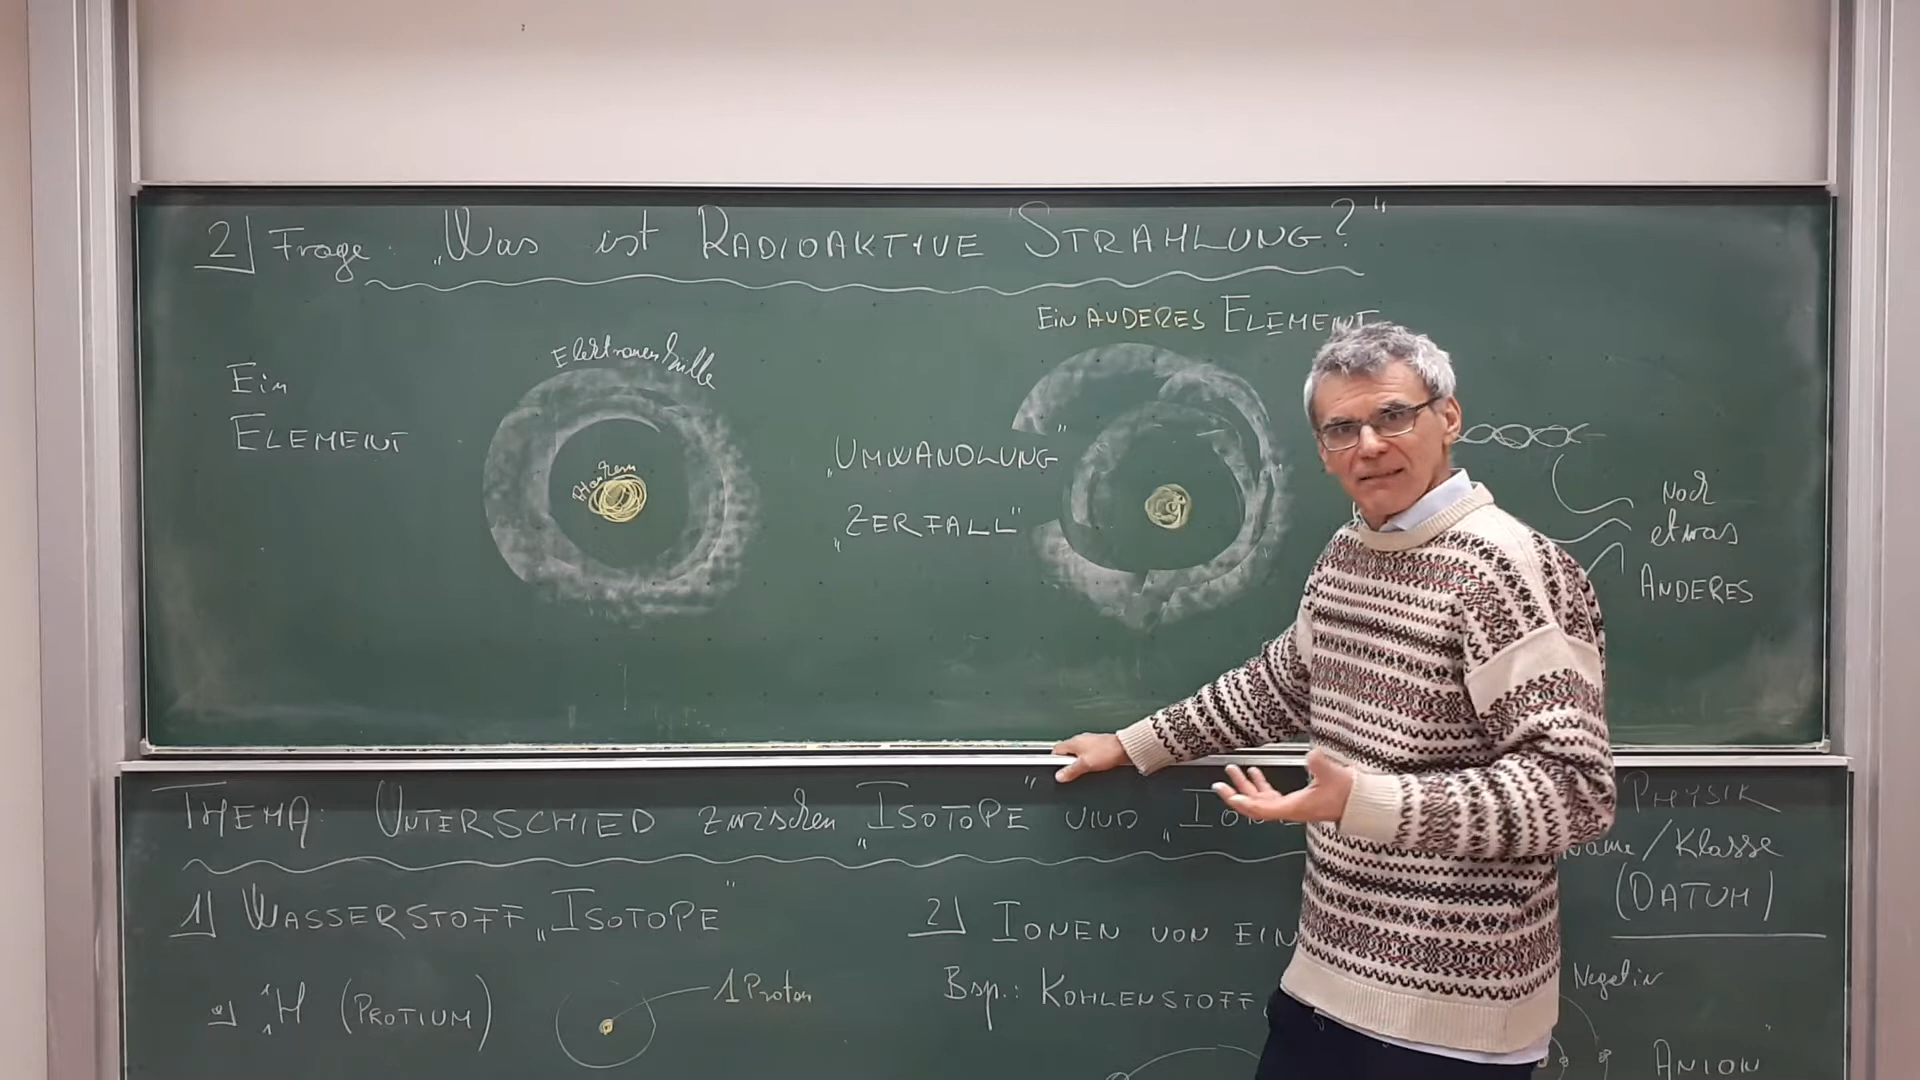 2) Frage: „Was ist RADIOAKTIVE STRAHLUNG?"
EIN ANDERES ELEMENT
Elektronenhülle
Ein
ELEMENT
Atomkern
„UMWANDLUNG"
„ZERFALL"
Noch
etwas
ANDERES
THEMA: UNTERSCHIED zwischen „ISOTOPE" UND
PHYSIK
Name/Klasse
(DATUM)
1) WASSERSTOFF „ISOTOPE"
2) IONEN VON EIN
a) ¹₁H (PROTIUM)
1 Proton
Bsp.: KOHLENSTOFF
Negativ
ANION